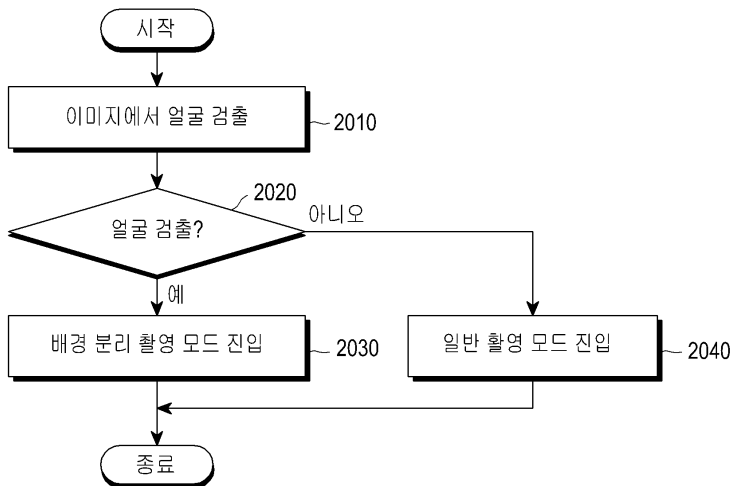 시작
이미지에서 얼굴 검출
2010
2020
얼굴 검출?
아니오
예
배경 분리 촬영 모드 진입
2030
일반 촬영 모드 진입
2040
종료